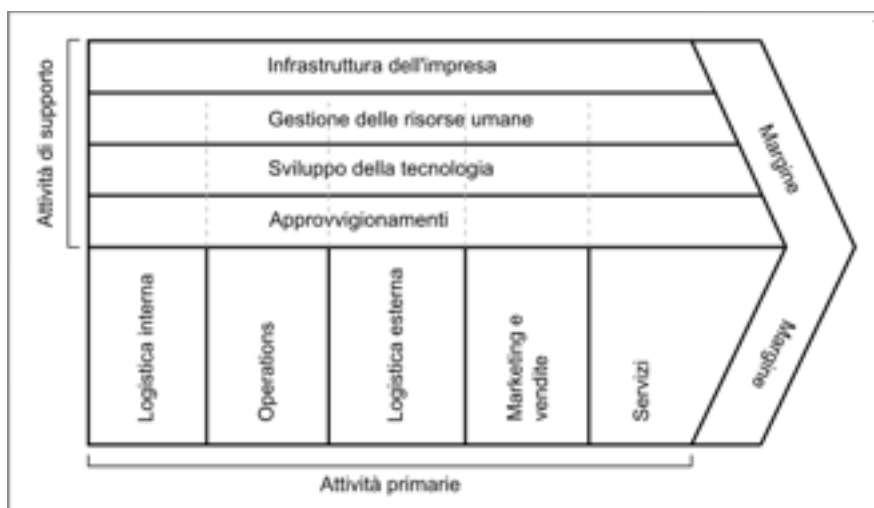 Attività di supporto
Infrastruttura dell'impresa
Gestione delle risorse umane
Sviluppo della tecnologia
Approvvigionamenti
Margine
Logistica interna
Operations
Logistica esterna
Marketing e
vendite
Servizi
Margine
Attività primarie